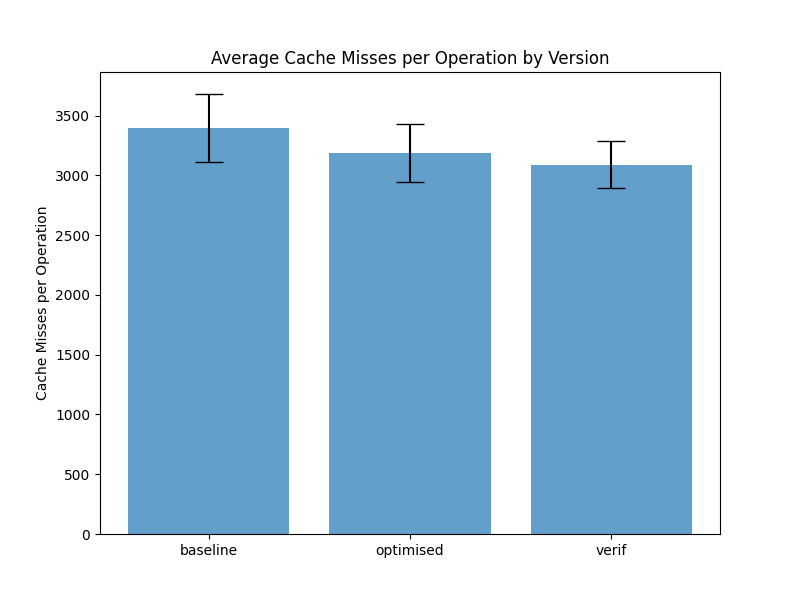 Average Cache Misses per Operation by Version
Cache Misses per Operation
3500
3000
2500
2000
1500
1000
500
0
baseline
optimised
verif